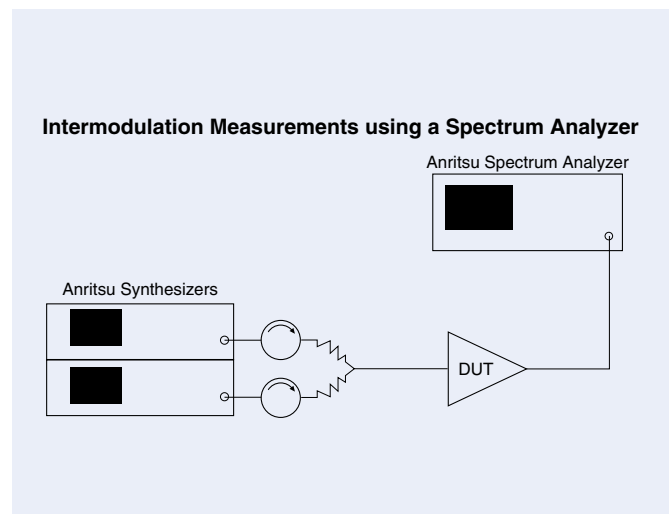 Intermodulation Measurements using a Spectrum Analyzer
Anritsu Spectrum Analyzer
Anritsu Synthesizers
DUT